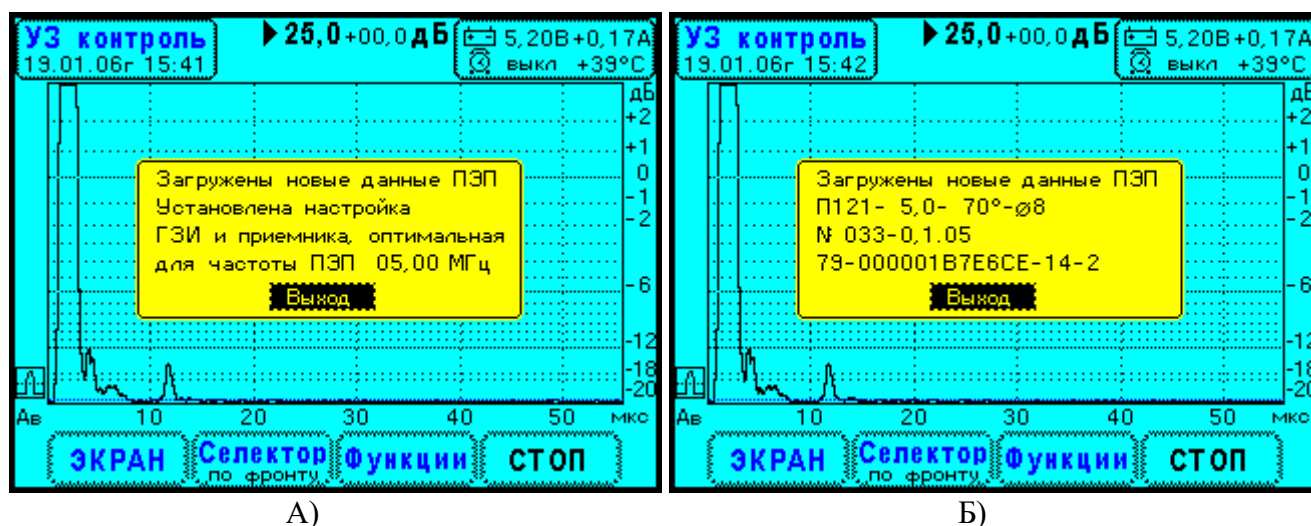 УЗ контроль
19.01.06г 15:41
25,0+00,0дБ
5,20В+0,17А
выкл +39°С
дБ
+2
+1
0
-1
-2
-6
-12
-18
-20
Загружены новые данные ПЭП
Установлена настройка
ГЗИ и приемника, оптимальная
для частоты ПЭП 05,00 МГц
Выход
Ав 10 20 30 40 50 мкс
ЭКРАН Селектор по фронту Функции СТОП
А)
УЗ контроль
19.01.06г 15:42
25,0+00,0дБ
5,20В+0,17А
выкл +39°С
дБ
+2
+1
0
-1
-2
-6
-12
-18
-20
Загружены новые данные ПЭП
П121- 5,0- 70°-⌀8
N 033-0,1.05
79-000001B7E6CE-14-2
Выход
Ав 10 20 30 40 50 мкс
ЭКРАН Селектор по фронту Функции СТОП
Б)